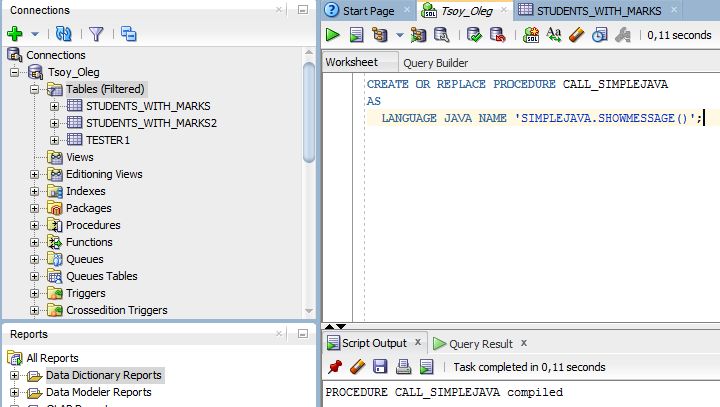 Connections
Connections
Tsoy_Oleg
Tables (Filtered)
STUDENTS_WITH_MARKS
STUDENTS_WITH_MARKS2
TESTER1
Views
Editioning Views
Indexes
Packages
Procedures
Functions
Queues
Queues Tables
Triggers
Crossedition Triggers
Reports
All Reports
Data Dictionary Reports
Data Modeler Reports
Start Page
Tsoy_Oleg
STUDENTS_WITH_MARKS
SQL
Aa
0,11 seconds
Worksheet
Query Builder
CREATE OR REPLACE PROCEDURE CALL_SIMPLEJAVA
AS
LANGUAGE JAVA NAME 'SIMPLEJAVA.SHOWMESSAGE()';
Script Output
Query Result
Task completed in 0,11 seconds
PROCEDURE CALL_SIMPLEJAVA compiled